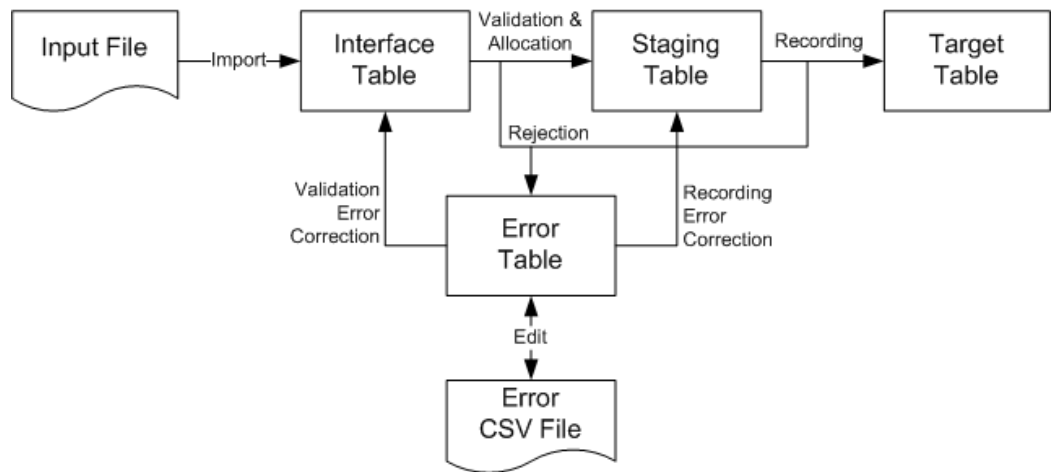 Input File
Import
Interface
Table
Validation &
Allocation
Staging
Table
Recording
Target
Table
Rejection
Validation
Error
Correction
Error
Table
Recording
Error
Correction
Edit
Error
CSV File